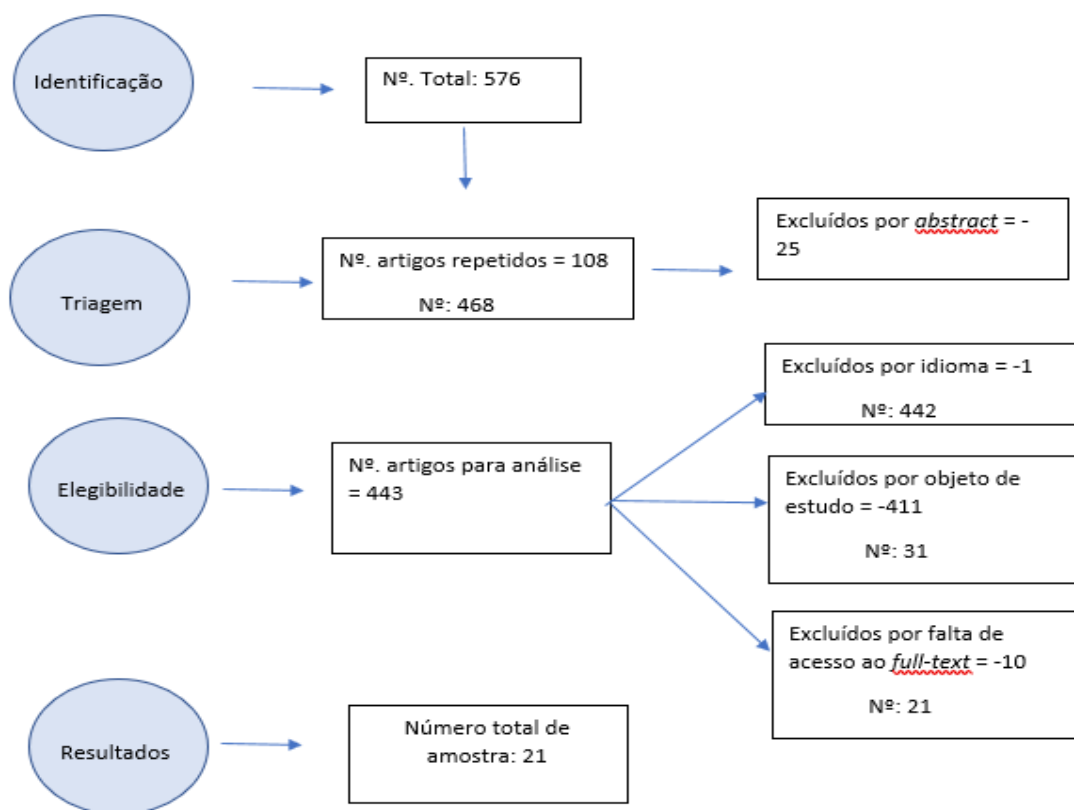 Identificação
Nº. Total: 576
Triagem
Nº. artigos repetidos = 108
Nº: 468
Excluídos por abstract = -
25
Elegibilidade
Nº. artigos para análise
= 443
Excluídos por idioma = -1
Nº: 442
Excluídos por objeto de
estudo = -411
Nº: 31
Excluídos por falta de
acesso ao full-text = -10
Nº: 21
Resultados
Número total de
amostra: 21